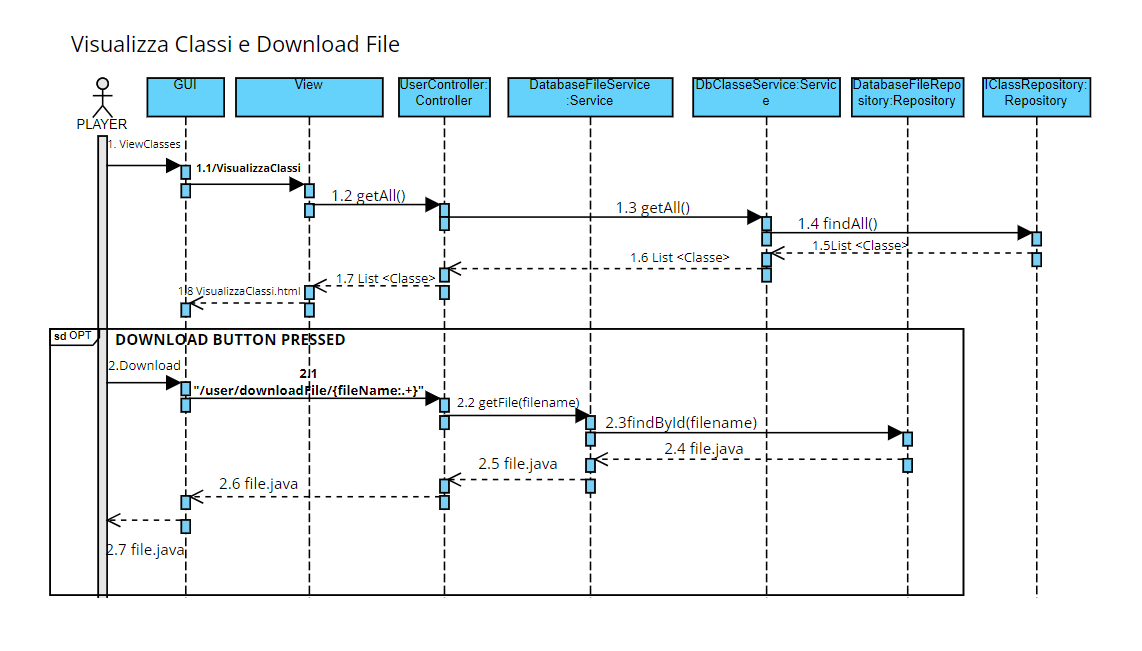 Visualizza Classi e Download File
PLAYER
GUI
View
UserController:
Controller
DatabaseFileService
:Service
DbClasseService:Servic
e
DatabaseFileRepo
sitory:Repository
IClassRepository:
Repository
1. ViewClasses
1.1/VisualizzaClassi
1.2 getAll()
1.3 getAll()
1.4 findAll()
1.5List <Classe>
1.6 List <Classe>
1.7 List <Classe>
1.8 VisualizzaClassi.html
sd OPT
DOWNLOAD BUTTON PRESSED
2.Download
2.1
"/user/downloadFile/{fileName:.+}"
2.2 getFile(filename)
2.3findById(filename)
2.4 file.java
2.5 file.java
2.6 file.java
2.7 file.java